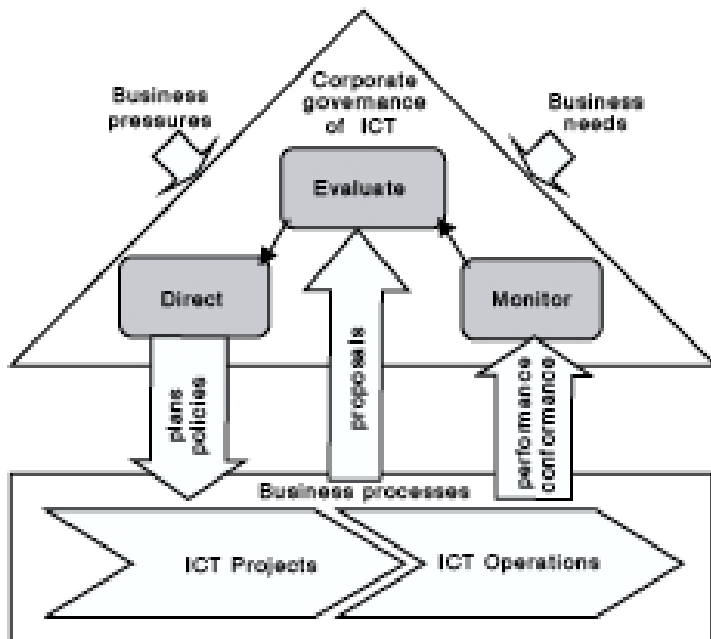 Corporate
governance
of ICT
Business
pressures
Business
needs
Evaluate
Direct
Monitor
plans
policies
proposals
performance
conformance
Business processes
ICT Projects
ICT Operations